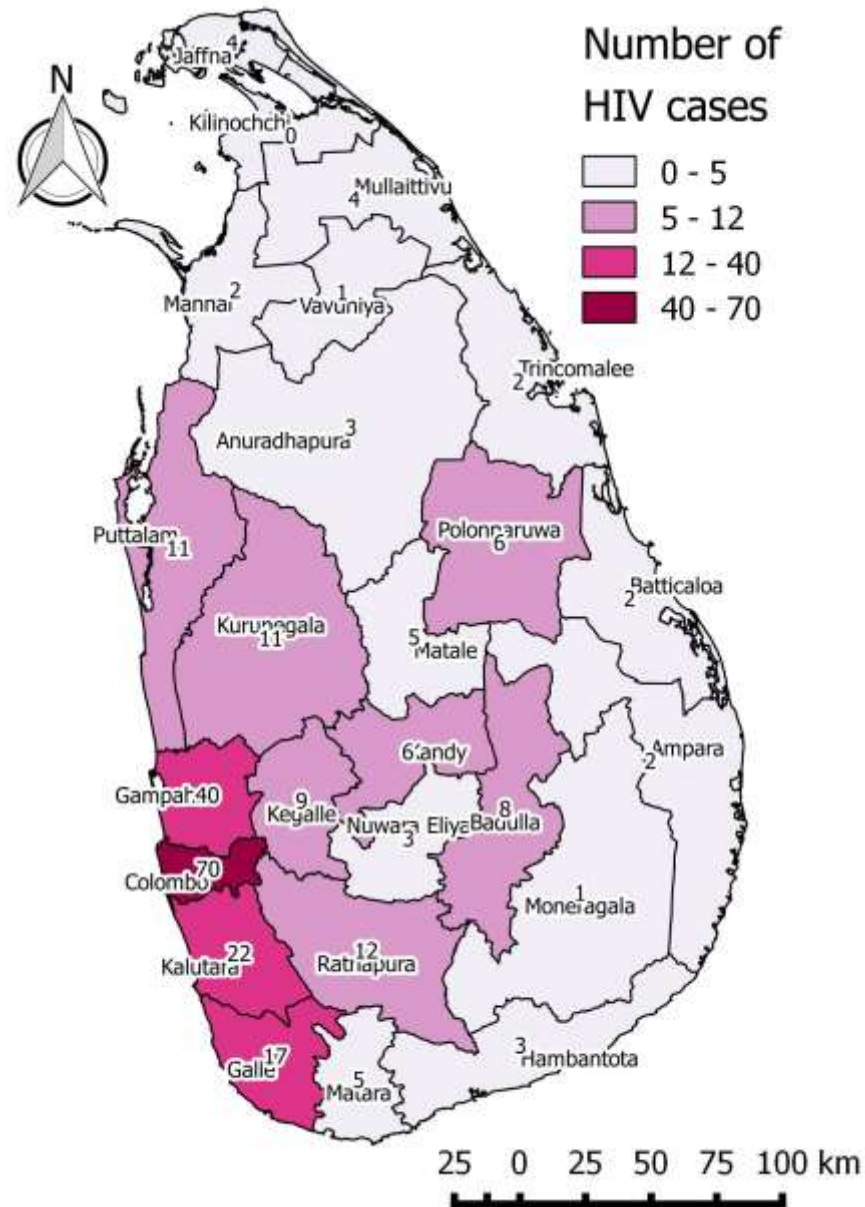 Number of
HIV cases
0 - 5
5 - 12
12 - 40
40 - 70
N
Jaffna
4
Kilinochchi
0
Mullaittivu
4
Mannar
2
Vavuniya
1
Trincomalee
2
Anuradhapura
3
Puttalam
11
Polonnaruwa
6
Batticaloa
2
Kurunegala
11
5
Matale
6
Kandy
Ampara
2
Gampaha
40
9
Kegalle
Nuwara Eliya
3
8
Badulla
70
Colombo
1
Moneragala
22
Kalutara
12
Ratnapura
17
Galle
5
Matara
3
Hambantota
25 0 25 50 75 100 km